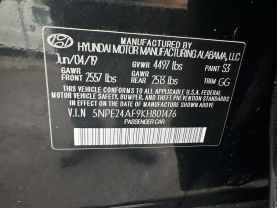 MANUFACTURED BY
HYUNDAI MOTOR MANUFACTURING ALABAMA, LLC
Jun/04/19 GVWR 4497 lbs PAINT S3
GAWR FRONT 2557 lbs GAWR REAR 2513 lbs TRIM GG
THIS VEHICLE CONFORMS TO ALL APPLICABLE U.S.A. FEDERAL
MOTOR VEHICLE SAFETY, BUMPER, AND THEFT PREVENTION
STANDARDS IN EFFECT ON THE DATE OF MANUFACTURE SHOWN ABOVE.
V.I.N 5NPE24AF9KH801476
PASSENGER CAR